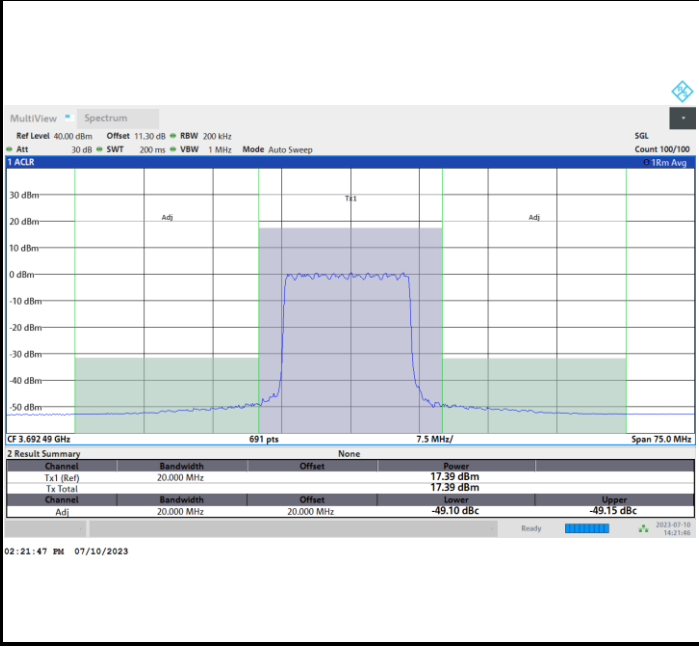 MultiView Spectrum
Ref Level 40.00 dBm Offset 11.30 dB RBW 200 kHz SGL
Att 30 dB SWT 200 ms VBW 1 MHz Mode Auto Sweep Count 100/100
1 ACLR 1Rm Avg
30 dBm
Tx1
Adj Adj
20 dBm
10 dBm
0 dBm
-10 dBm
-20 dBm
-30 dBm
-40 dBm
-50 dBm
CF 3.692 49 GHz 691 pts 7.5 MHz/ Span 75.0 MHz
2 Result Summary None
Channel Bandwidth Offset Power
Tx1 (Ref) 20.000 MHz 17.39 dBm
Tx Total 17.39 dBm
Channel Bandwidth Offset Lower Upper
Adj 20.000 MHz 20.000 MHz -49.10 dBc -49.15 dBc
Ready 2023-07-10
14:21:46
02:21:47 PM 07/10/2023